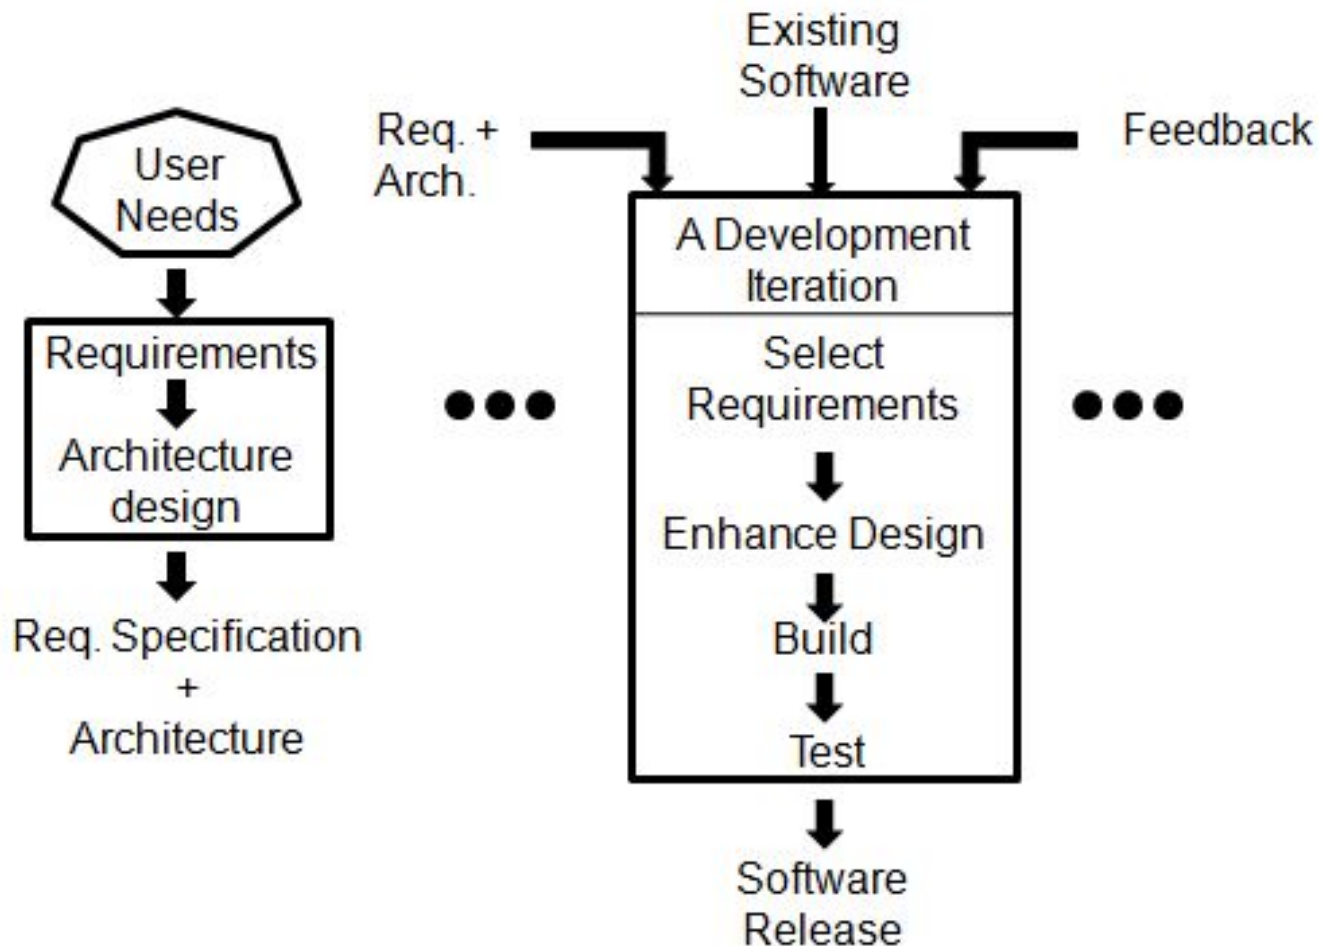 User
Needs
Requirements
Architecture
design
Req. Specification
+
Architecture
Existing
Software
Req. +
Arch.
Feedback
A Development
Iteration
Select
Requirements
Enhance Design
Build
Test
Software
Release